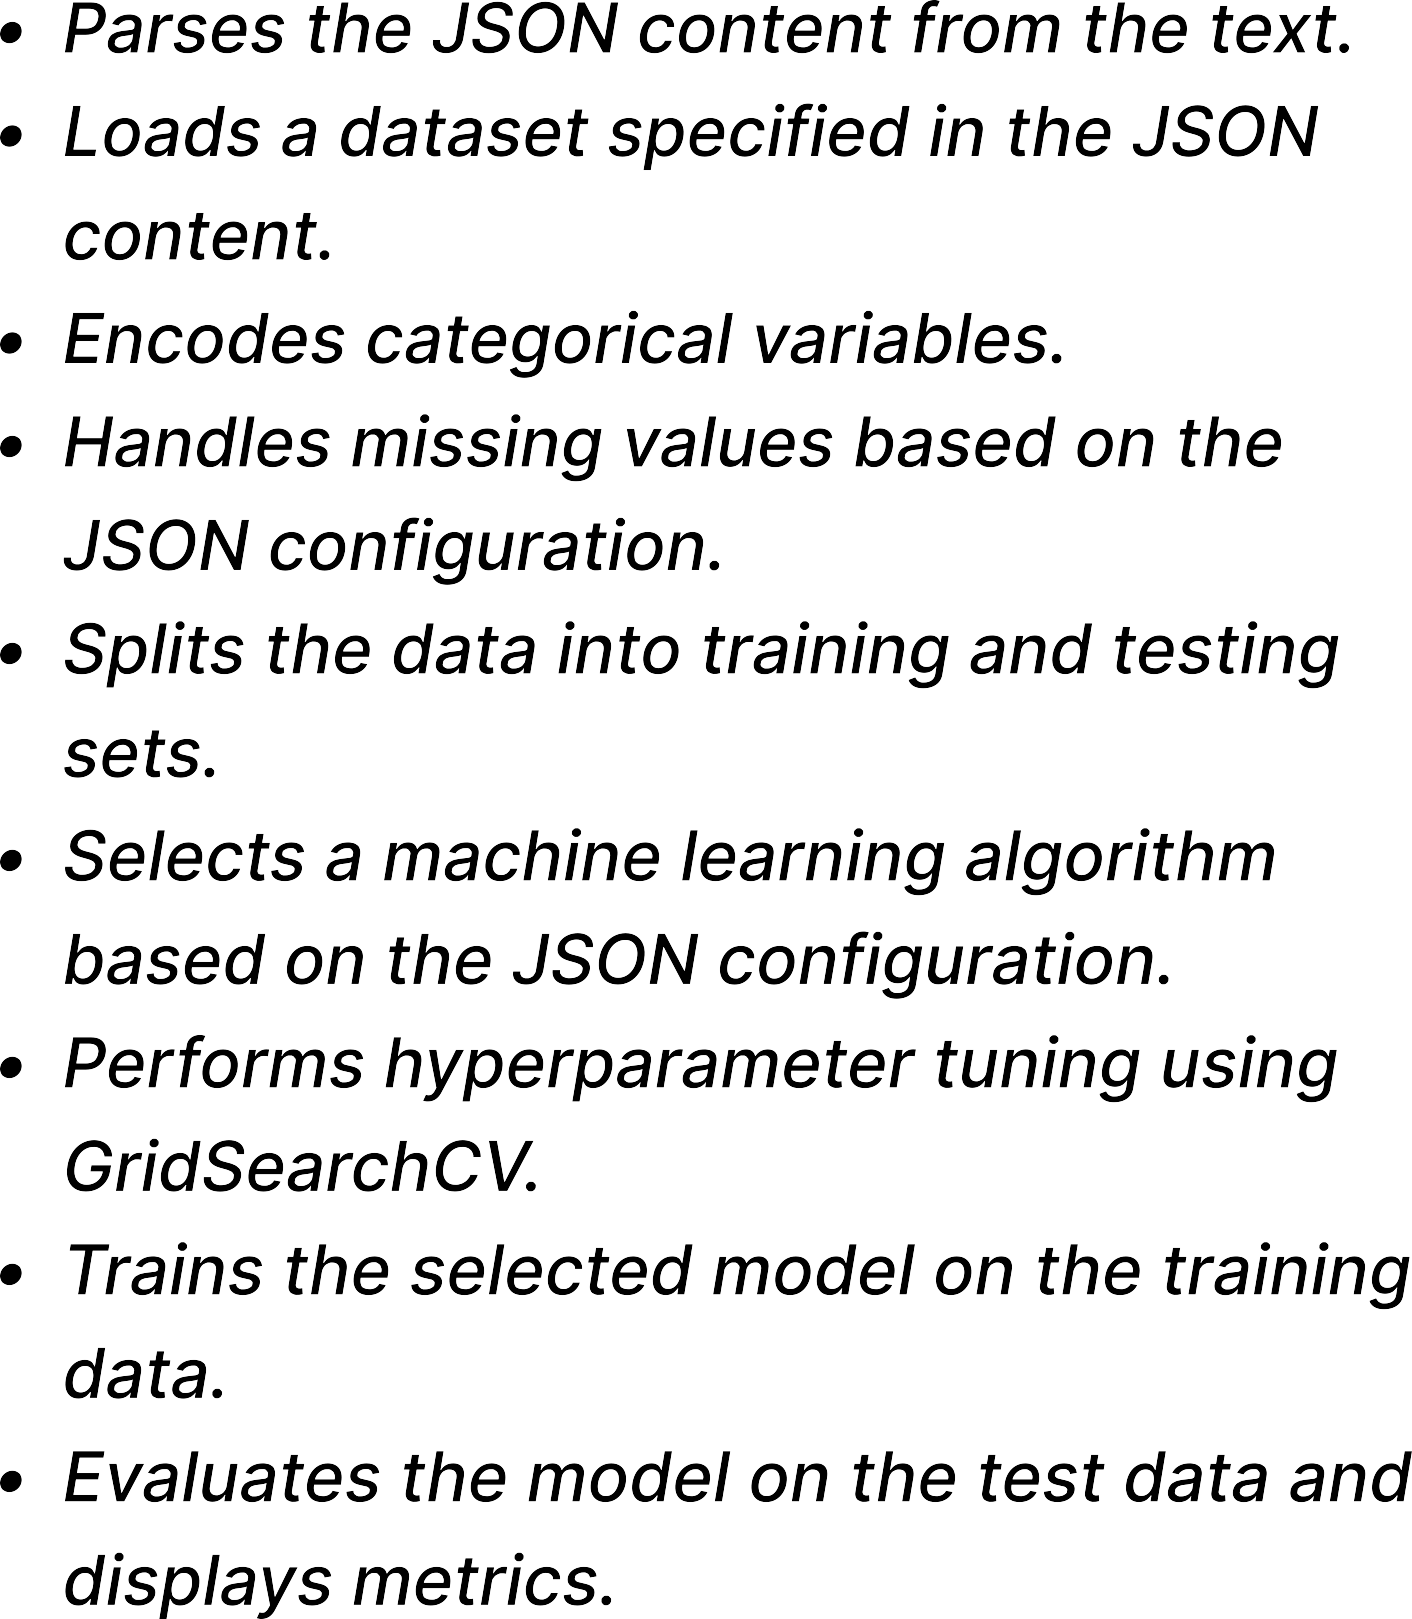 • Parses the JSON content from the text.
• Loads a dataset specified in the JSON
content.
• Encodes categorical variables.
• Handles missing values based on the
JSON configuration.
• Splits the data into training and testing
sets.
• Selects a machine learning algorithm
based on the JSON configuration.
• Performs hyperparameter tuning using
GridSearchCV.
• Trains the selected model on the training
data.
• Evaluates the model on the test data and
displays metrics.